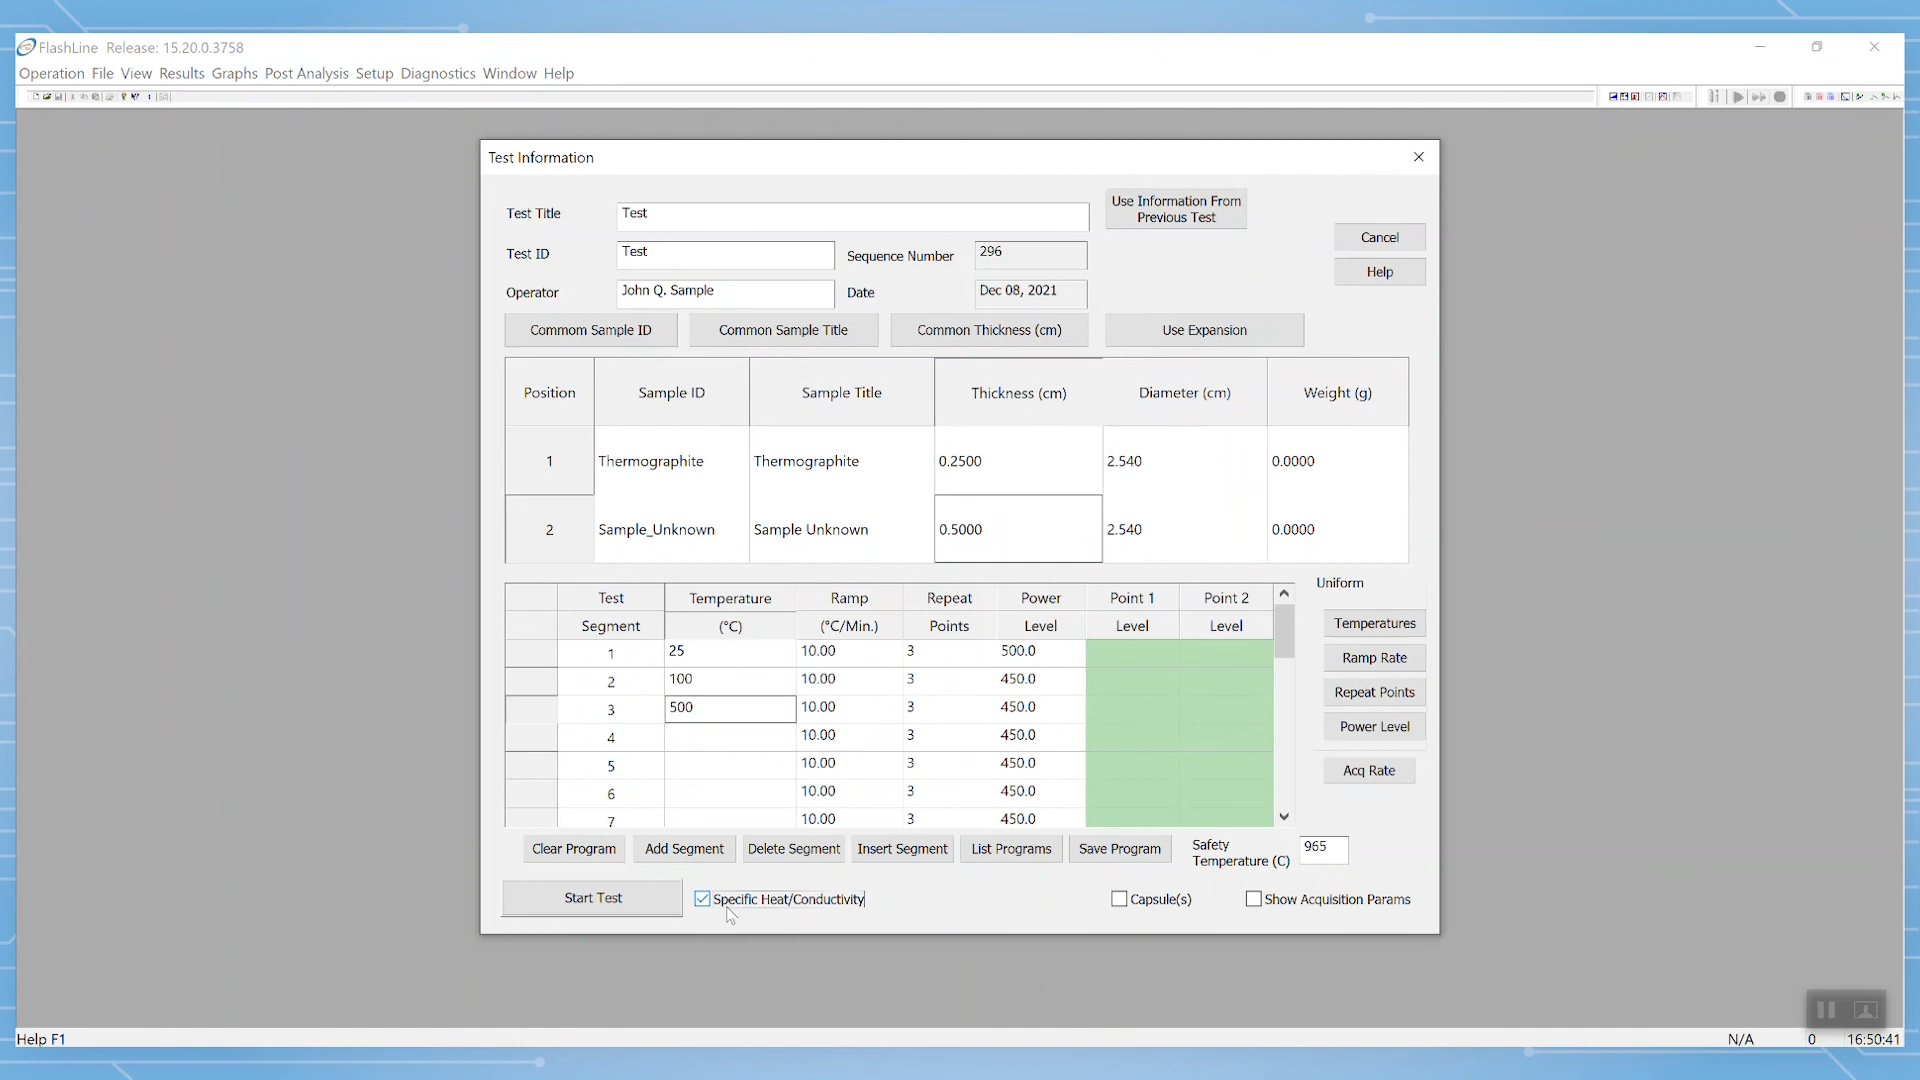 FlashLine Release: 15.20.0.3758
Operation File View Results Graphs Post Analysis Setup Diagnostics Window Help
Test Information
Test Title Test Use Information From
Previous Test
Cancel
Test ID Test Sequence Number 296
Help
Operator John Q. Sample Date Dec 08, 2021
Commom Sample ID Common Sample Title Common Thickness (cm) Use Expansion
Position Sample ID Sample Title Thickness (cm) Diameter (cm) Weight (g)
1 Thermographite Thermographite 0.2500 2.540 0.0000
2 Sample_Unknown Sample Unknown 0.5000 2.540 0.0000
Uniform
Test Temperature Ramp Repeat Power Point 1 Point 2
Segment (°C) (°C/Min.) Points Level Level Level
1 25 10.00 3 500.0
2 100 10.00 3 450.0
3 500 10.00 3 450.0
4 10.00 3 450.0
5 10.00 3 450.0
6 10.00 3 450.0
7 10.00 3 450.0
Temperatures
Ramp Rate
Repeat Points
Power Level
Acq Rate
Clear Program Add Segment Delete Segment Insert Segment List Programs Save Program Safety
Temperature (C) 965
Start Test Specific Heat/Conductivity Capsule(s) Show Acquisition Params
Help F1 N/A 0 16:50:41